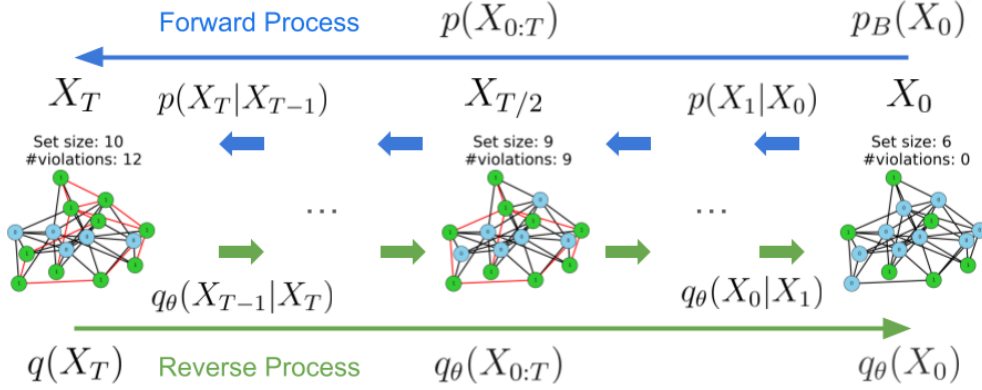 Forward Process p(X_{0:T}) p_B(X_0)
X_T p(X_T|X_{T-1}) X_{T/2} p(X_1|X_0) X_0
Set size: 10
#violations: 12
Set size: 9
#violations: 9
Set size: 6
#violations: 0
... ...
q_θ(X_{T-1}|X_T) q_θ(X_0|X_1)
q(X_T) Reverse Process q_θ(X_{0:T}) q_θ(X_0)